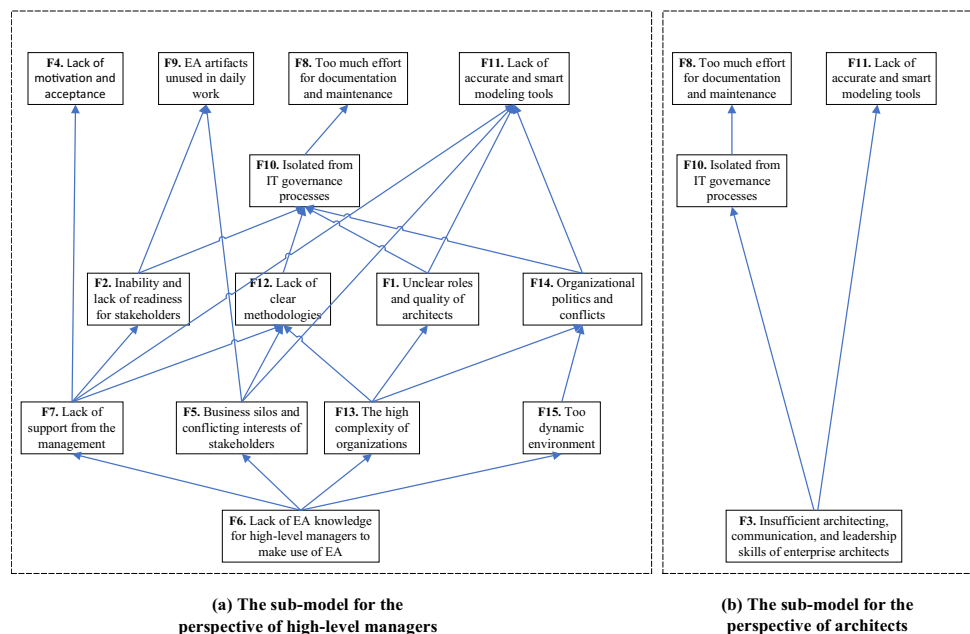 F4. Lack of
motivation and
acceptance
F9. EA artifacts
unused in daily
work
F8. Too much effort
for documentation
and maintenance
F11. Lack of
accurate and smart
modeling tools
F10. Isolated from
IT governance
processes
F2. Inability and
lack of readiness
for stakeholders
F12. Lack of
clear
methodologies
F1. Unclear roles
and quality of
architects
F14. Organizational
politics and
conflicts
F7. Lack of
support from the
management
F5. Business silos and
conflicting interests of
stakeholders
F13. The high
complexity of
organizations
F15. Too
dynamic
environment
F6. Lack of EA knowledge
for high-level managers to
make use of EA
(a) The sub-model for the
perspective of high-level managers
F8. Too much effort
for documentation
and maintenance
F11. Lack of
accurate and smart
modeling tools
F10. Isolated from
IT governance
processes
F3. Insufficient architecting,
communication, and leadership
skills of enterprise architects
(b) The sub-model for the
perspective of architects